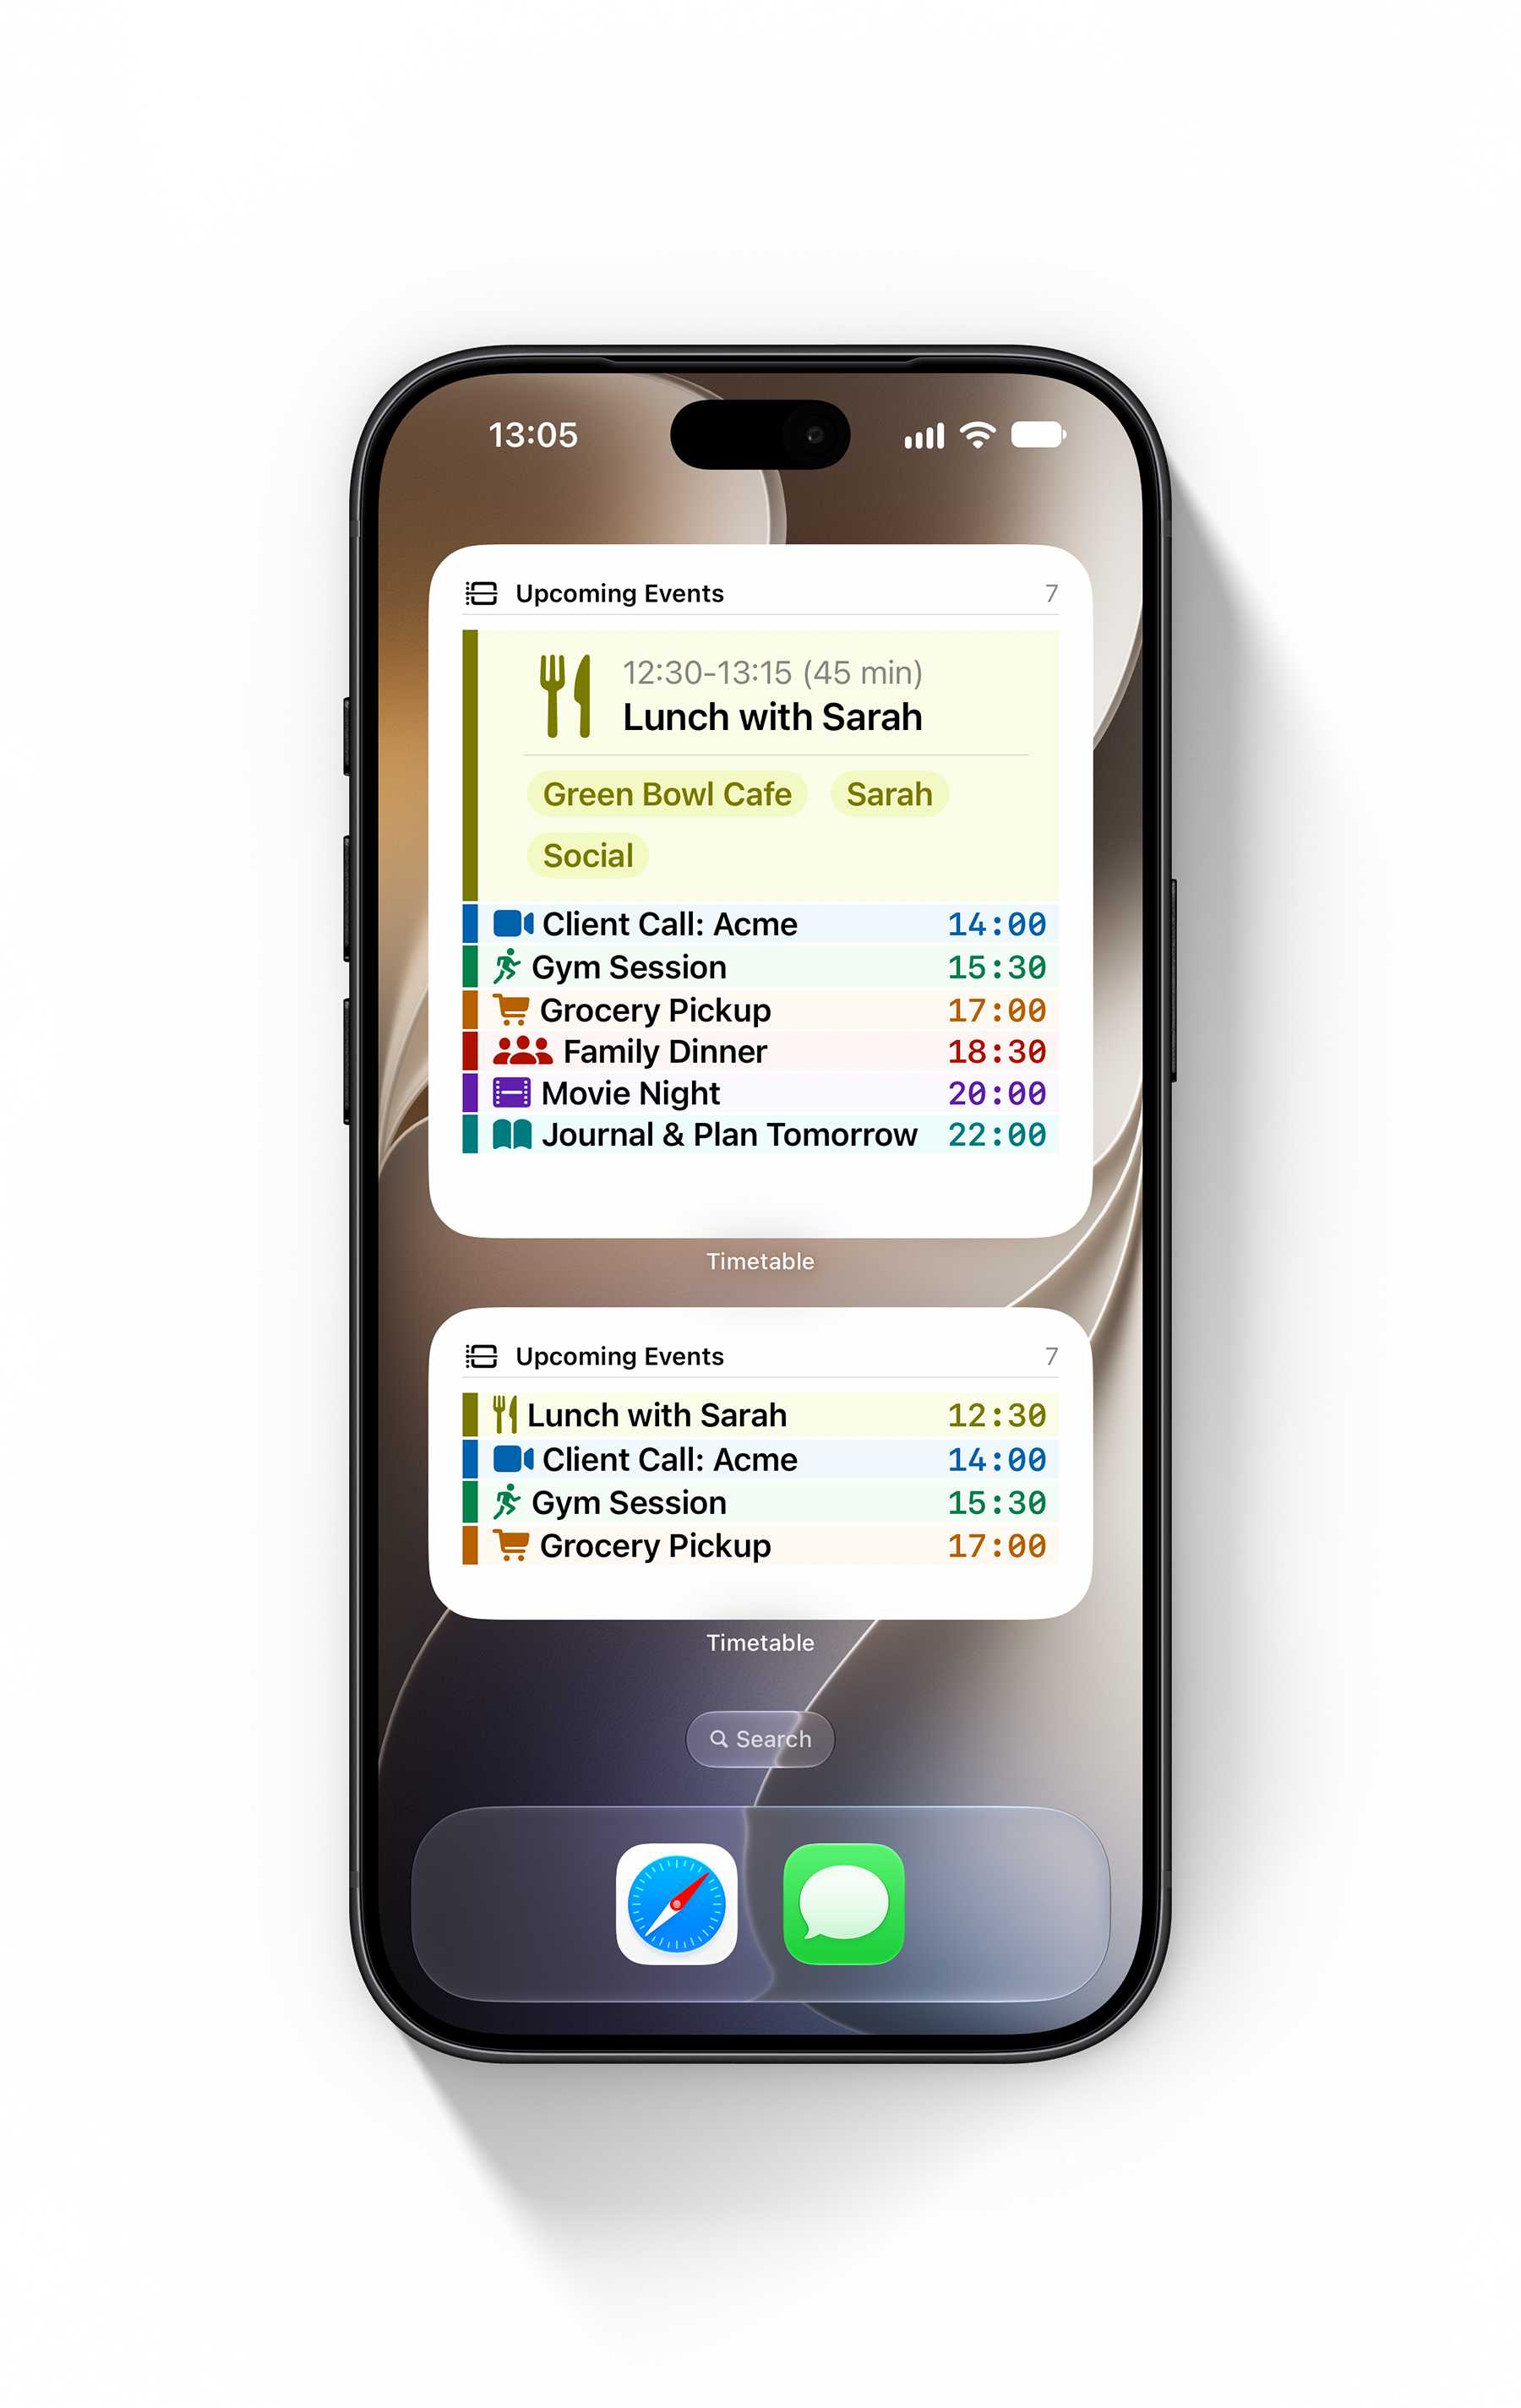 13:05
Upcoming Events 7
12:30-13:15 (45 min)
Lunch with Sarah
Green Bowl Cafe Sarah
Social
Client Call: Acme 14:00
Gym Session 15:30
Grocery Pickup 17:00
Family Dinner 18:30
Movie Night 20:00
Journal & Plan Tomorrow 22:00
Timetable
Upcoming Events 7
Lunch with Sarah 12:30
Client Call: Acme 14:00
Gym Session 15:30
Grocery Pickup 17:00
Timetable
Search